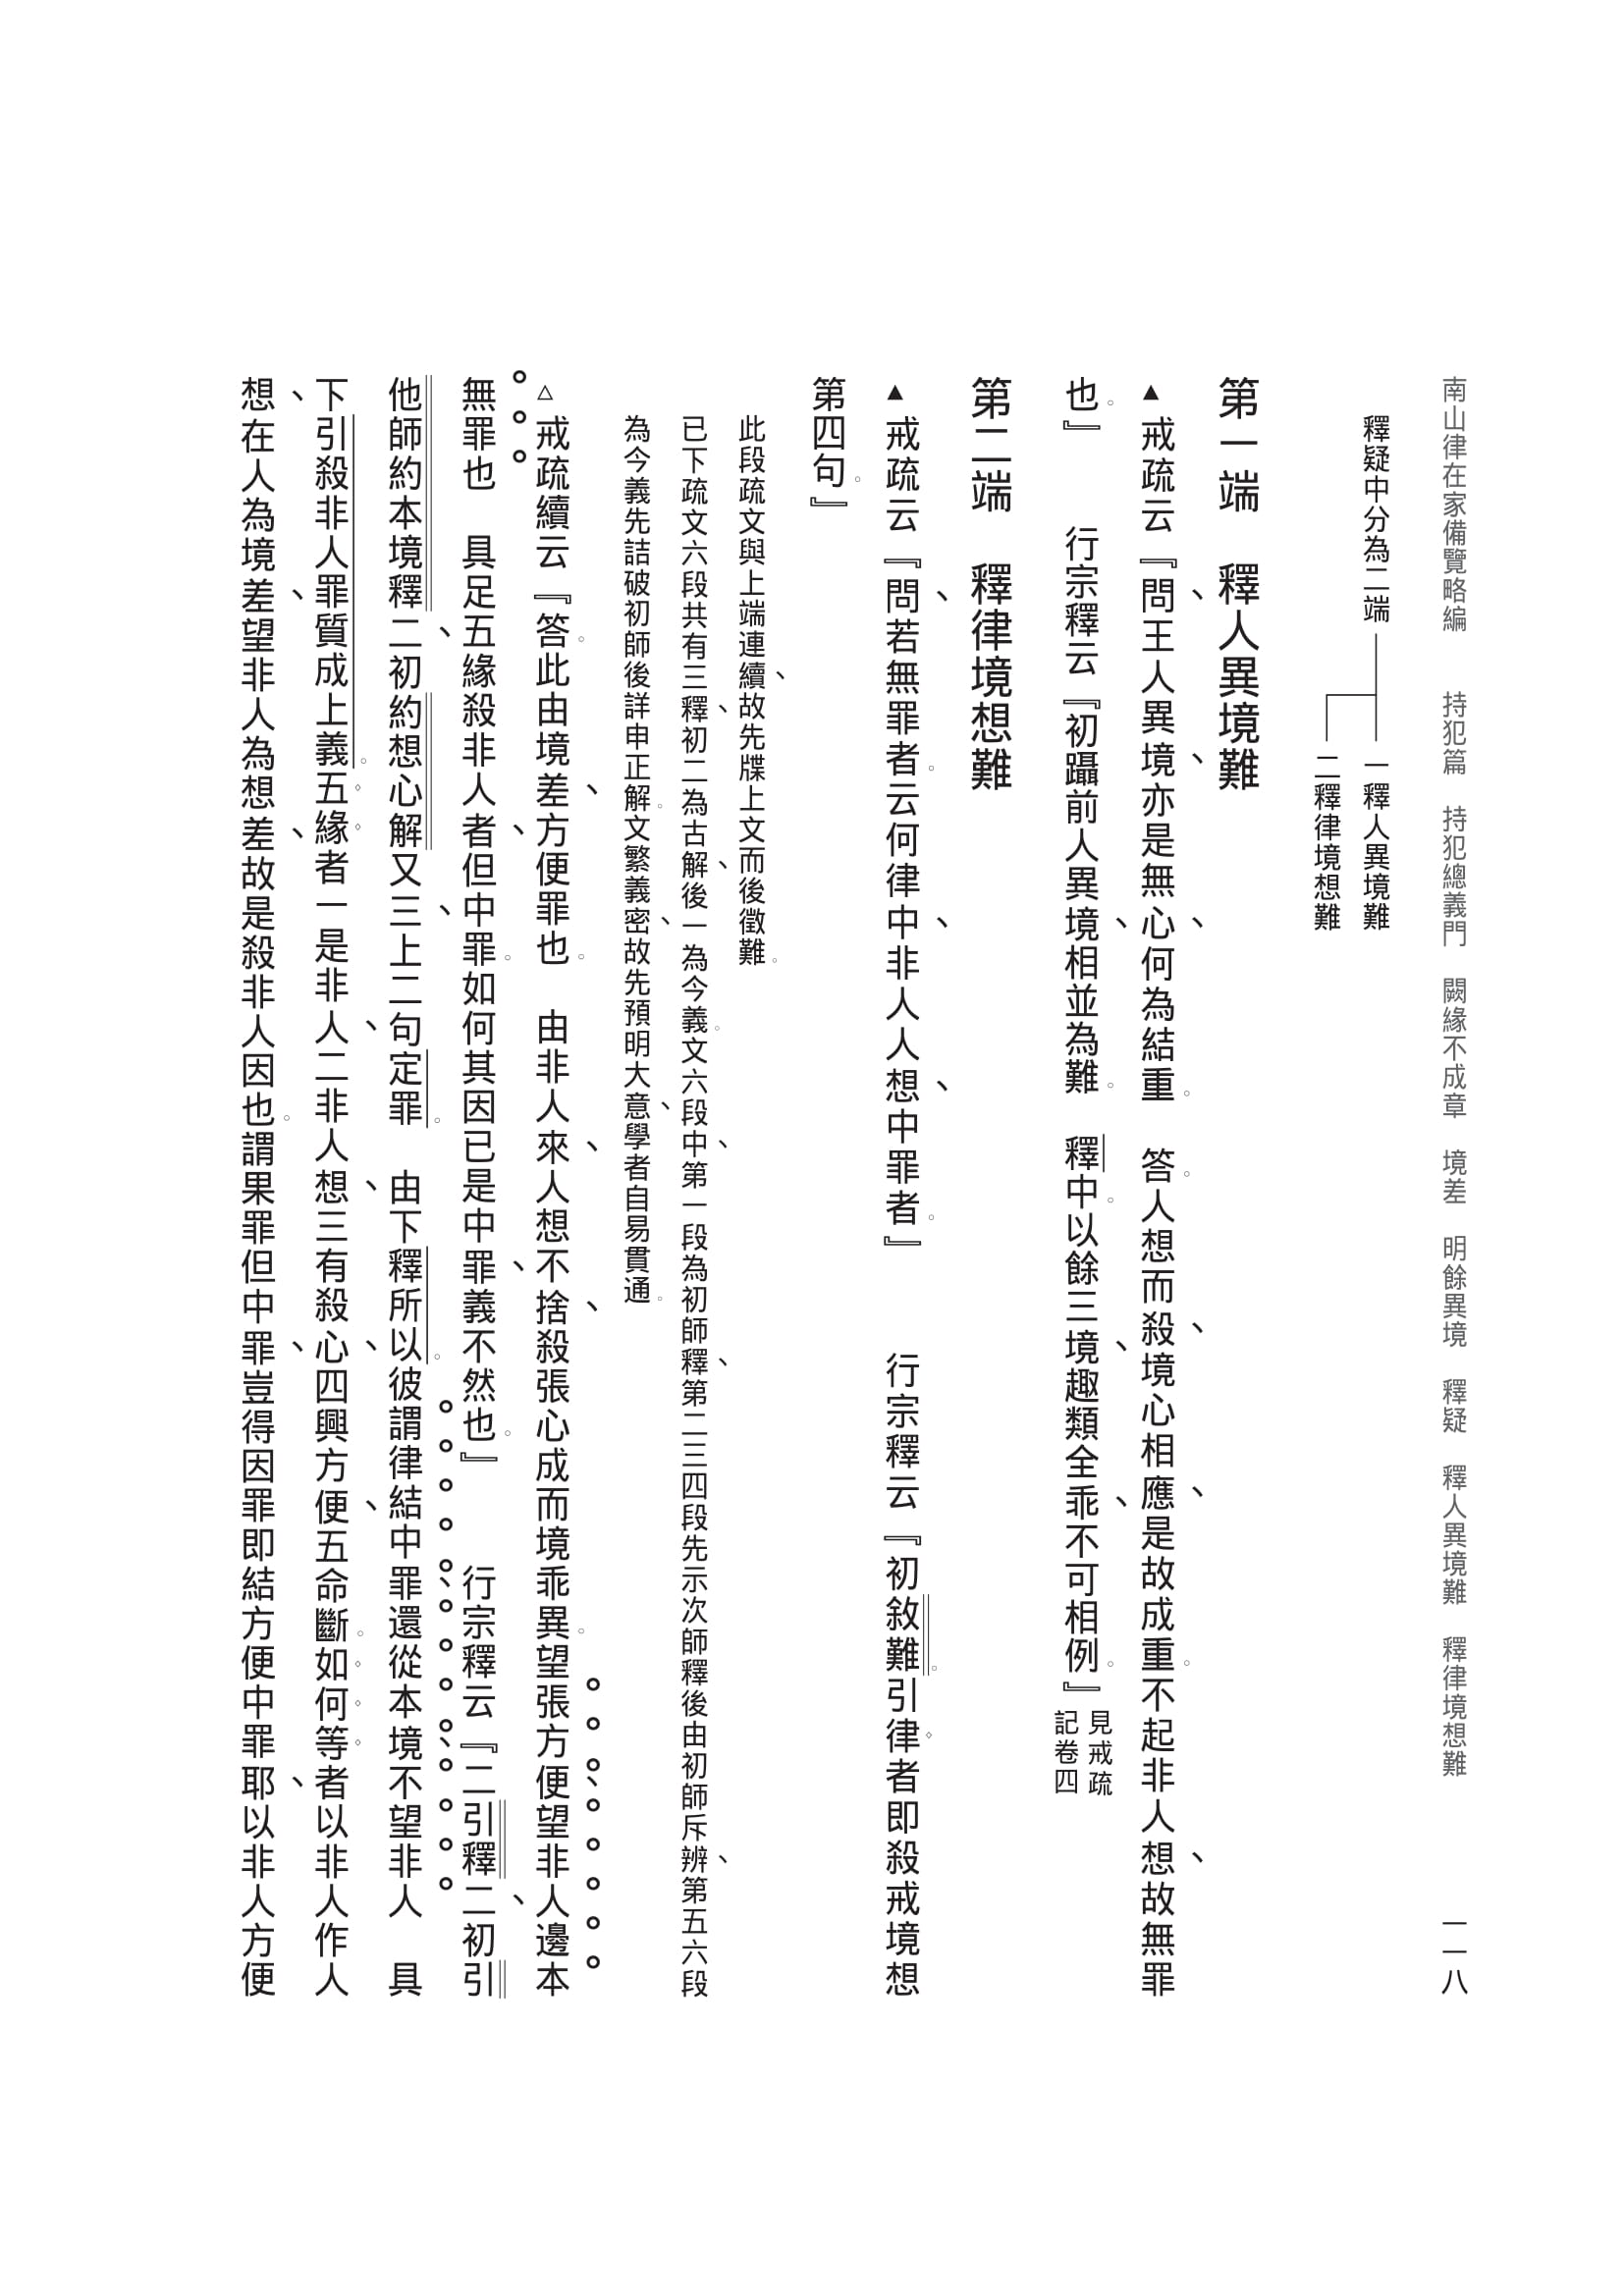 南山律在家備覽略編　持犯篇　持犯總義門　闕緣不成章　境差　明餘異境　釋疑　釋人異境難　釋律境想難　一一八
釋疑中分為二端
一釋人異境難
二釋律境想難
第一端　釋人異境難
▲戒疏云『問、王人異境、亦是無心、何為結重。　答。人想而殺、境心相應、是故成重。不起非人想、故無罪
也。』　　行宗釋云『初躡前人異境、相並為難。　釋中。以餘三境、趣類全乖、不可相例。』見戒疏記卷四
第二端　釋律境想難
▲戒疏云『問、若無罪者。云何律中、非人人想、中罪者。』　　行宗釋云『初敘難。引律者即殺戒境想
第四句。』
此段疏文與上端連續、故先牒上文而後徵難。
已下疏文六段共有三釋、初二為古解、後一為今義。文六段中、第一段為初師釋、第二三四段先示次師釋後由初師斥辨、第五六段
為今義先詰破初師後詳申正解。文繁義密、故先預明大意、學者自易貫通。
△戒疏續云『答。此由境差、方便罪也。　由非人來、人想不捨、殺張心成而境乖異。望張方便、望非人邊本
無罪也　具足五緣殺非人者、但中罪。如何其因已是中罪、義不然也。』　　行宗釋云『二引釋二、初引
他師約本境釋二、初約想心解又三、上二句定罪。　由下釋所以。彼謂律結中罪、還從本境、不望非人　具
下引殺非人罪質成上義。五緣者一是非人、二非人想、三有殺心、四興方便、五命斷。如何等者以非人作人
想、在人為境差、望非人為想差、故是殺非人因也。謂果罪但中罪、豈得因罪即結方便中罪耶、以非人方便